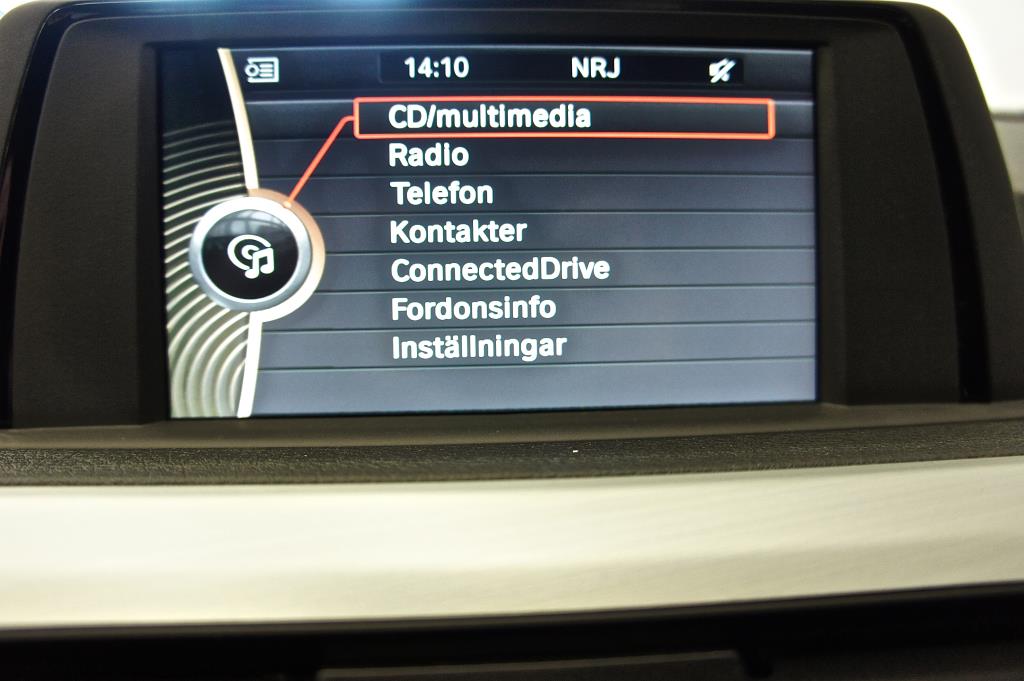 14:10 NRJ
CD/multimedia
Radio
Telefon
Kontakter
ConnectedDrive
Fordonsinfo
Inställningar